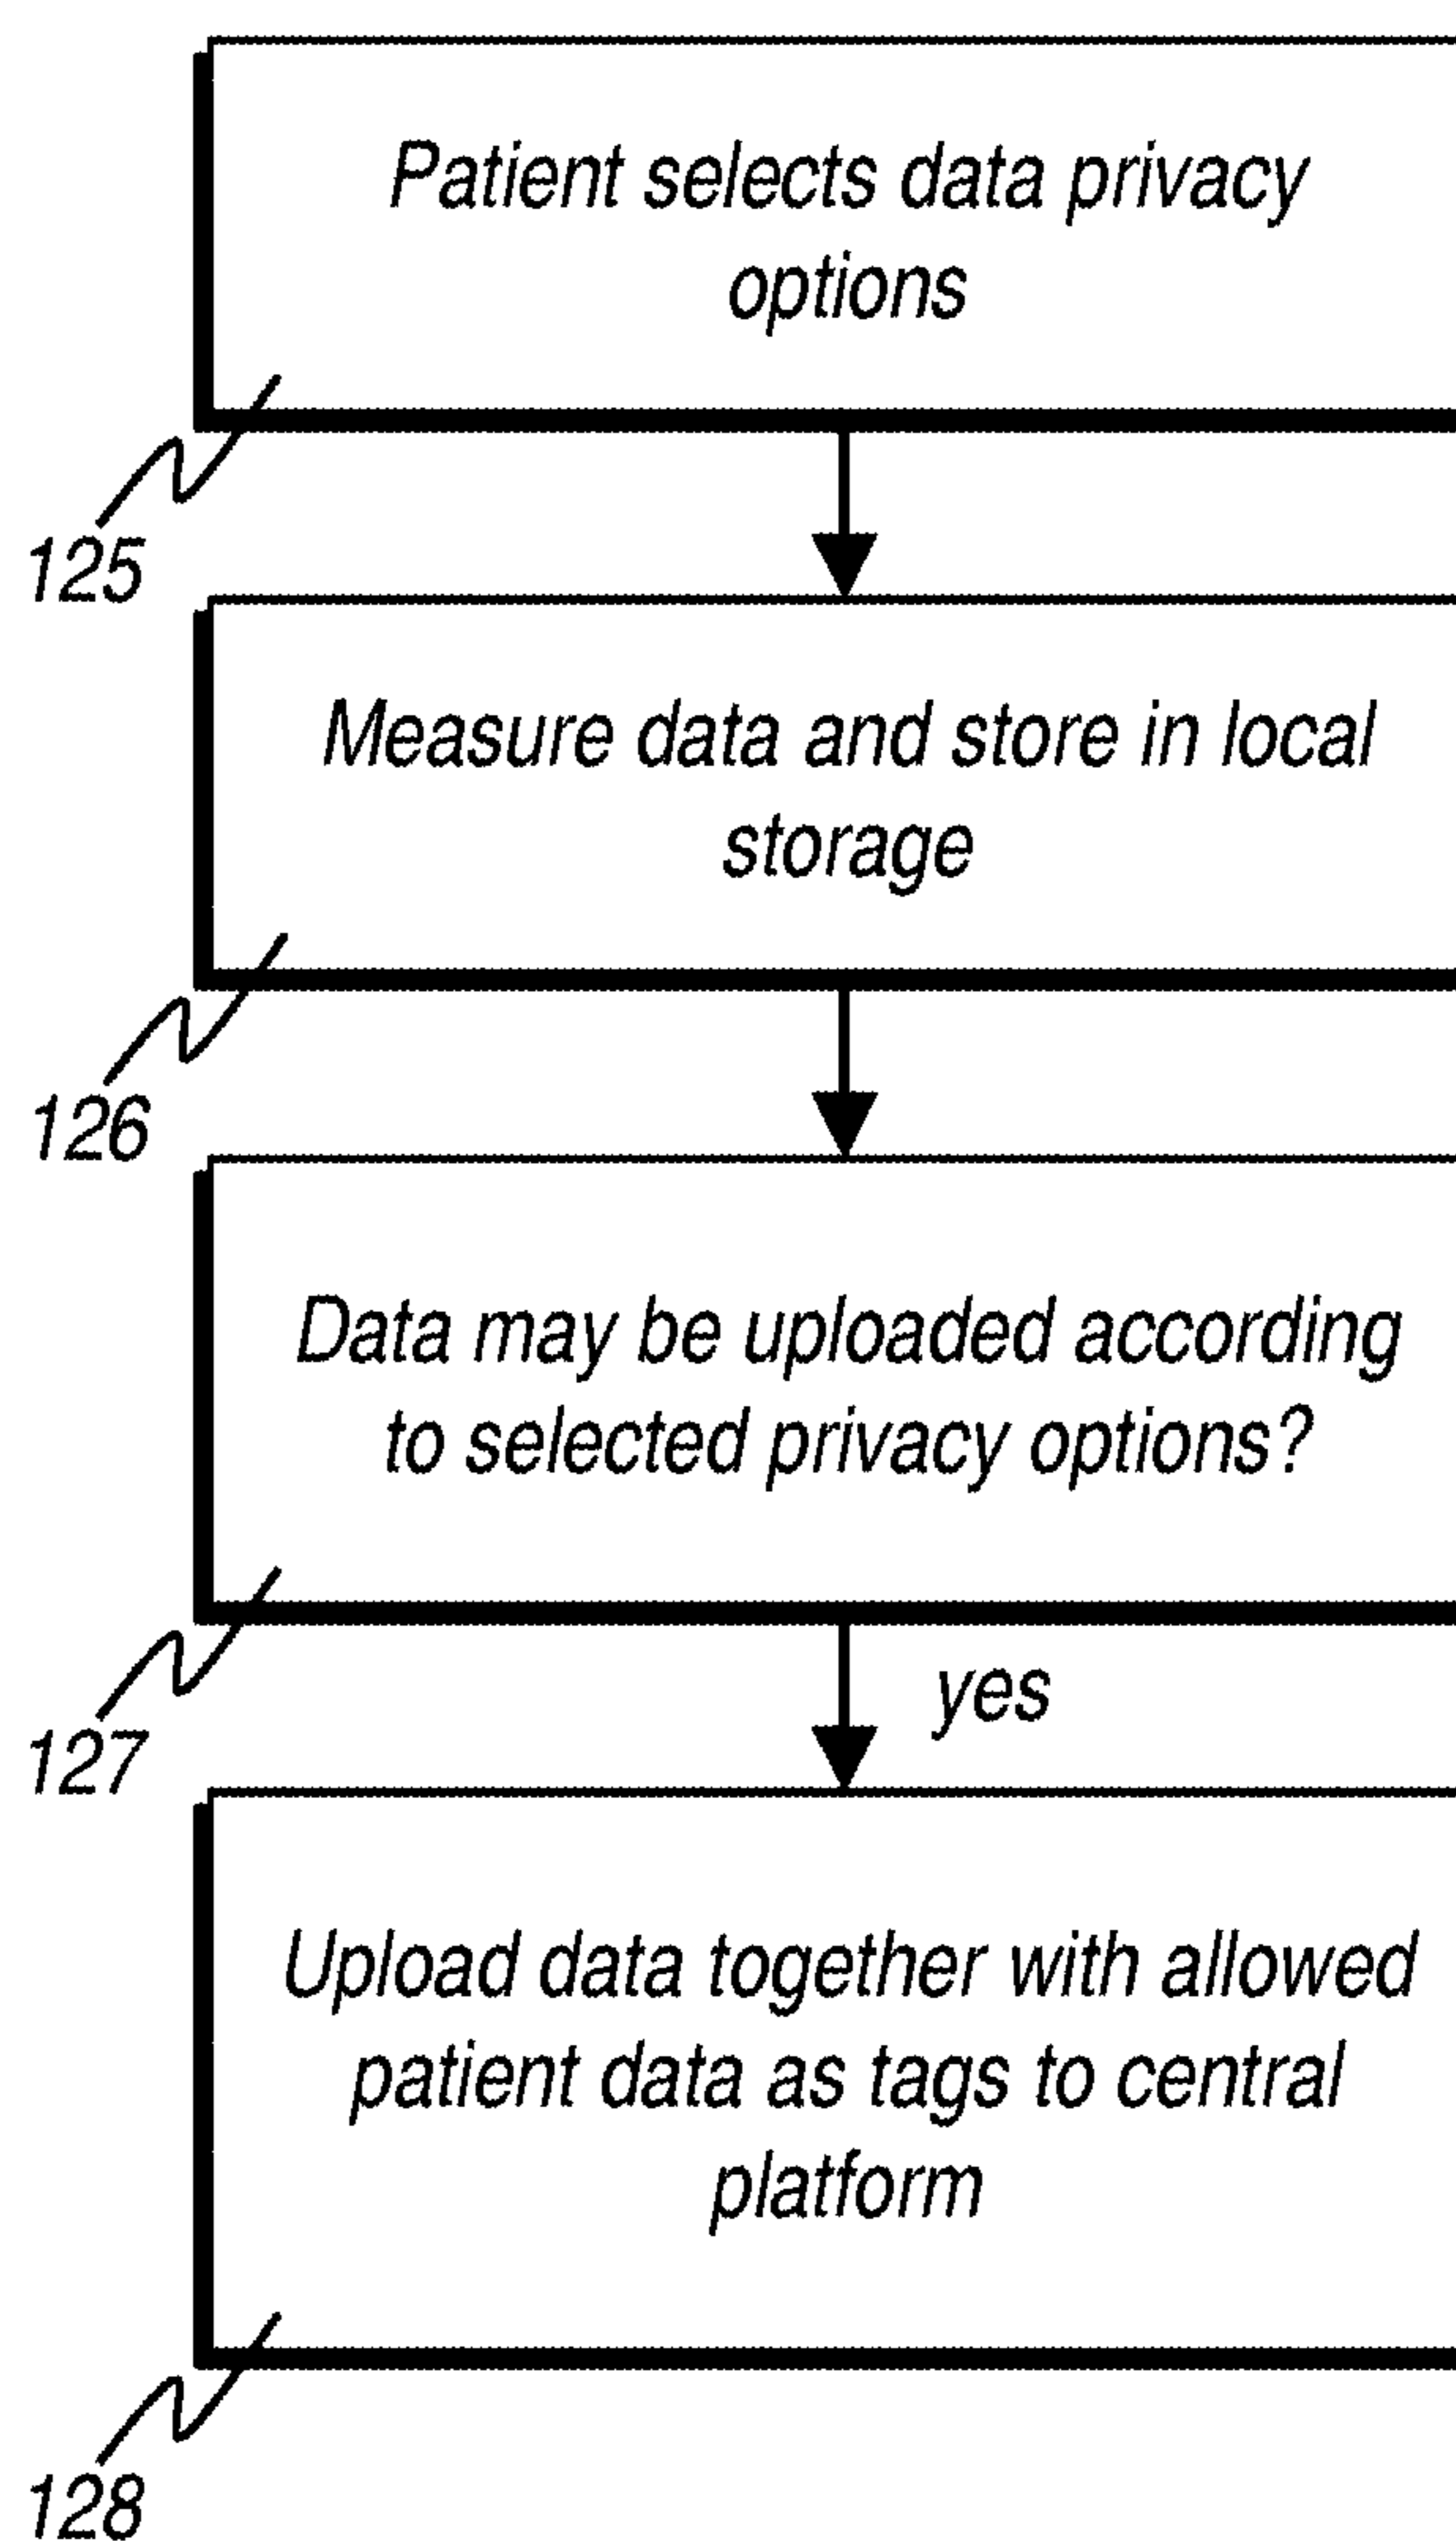 Patient selects data privacy
options
125
Measure data and store in local
storage
126
Data may be uploaded according
to selected privacy options?
127
yes
Upload data together with allowed
patient data as tags to central
platform
128